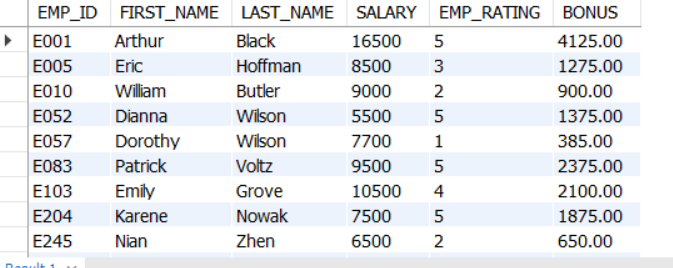 EMP_ID FIRST_NAME LAST_NAME SALARY EMP_RATING BONUS
E001 Arthur Black 16500 5 4125.00
E005 Eric Hoffman 8500 3 1275.00
E010 William Butler 9000 2 900.00
E052 Dianna Wilson 5500 5 1375.00
E057 Dorothy Wilson 7700 1 385.00
E083 Patrick Voltz 9500 5 2375.00
E103 Emily Grove 10500 4 2100.00
E204 Karene Nowak 7500 5 1875.00
E245 Nian Zhen 6500 2 650.00
Result 1